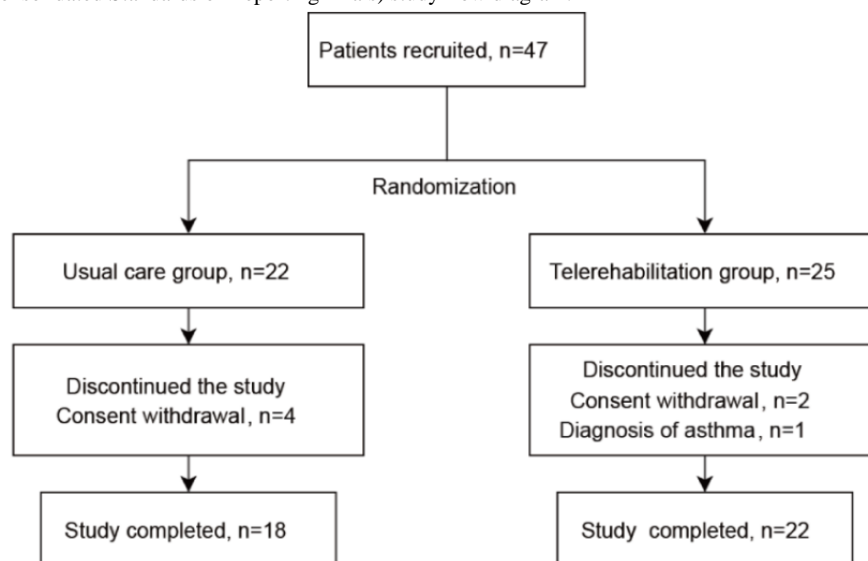 Patients recruited, n=47
Randomization
Usual care group, n=22
Telerehabilitation group, n=25
Discontinued the study
Consent withdrawal, n=4
Discontinued the study
Consent withdrawal, n=2
Diagnosis of asthma, n=1
Study completed, n=18
Study completed, n=22